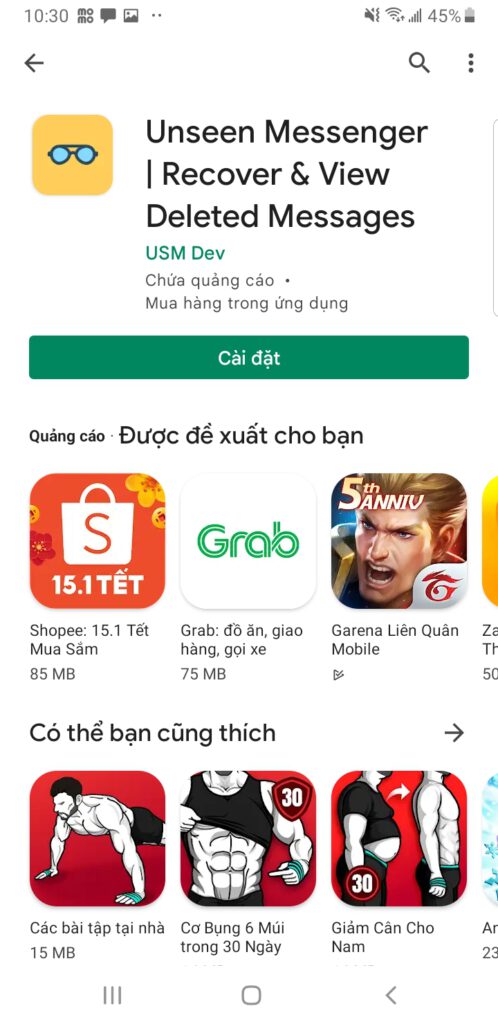 10:30
45%
Unseen Messenger
| Recover & View
Deleted Messages
USM Dev
Chứa quảng cáo •
Mua hàng trong ứng dụng
Cài đặt
Quảng cáo · Được đề xuất cho bạn
S
15.1 TẾT
Grab
5th
ANNIV
Shopee: 15.1 Tết
Mua Sắm
85 MB
Grab: đồ ăn, giao
hàng, gọi xe
75 MB
Garena Liên Quân
Mobile
Za
Th
50
Có thể bạn cũng thích
30
30
Các bài tập tại nhà
15 MB
Cơ Bụng 6 Múi
trong 30 Ngày
Giảm Cân Cho
Nam
Ar
23